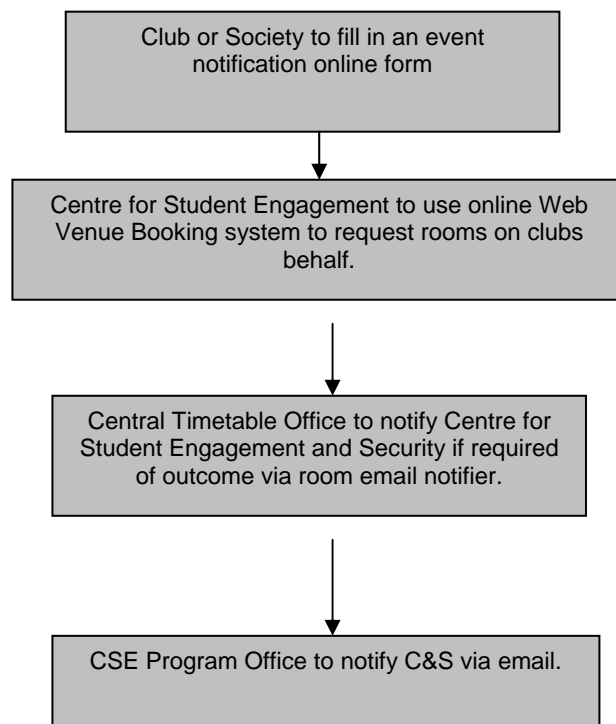 Club or Society to fill in an event
notification online form
Centre for Student Engagement to use online Web
Venue Booking system to request rooms on clubs
behalf.
Central Timetable Office to notify Centre for
Student Engagement and Security if required
of outcome via room email notifier.
CSE Program Office to notify C&S via email.